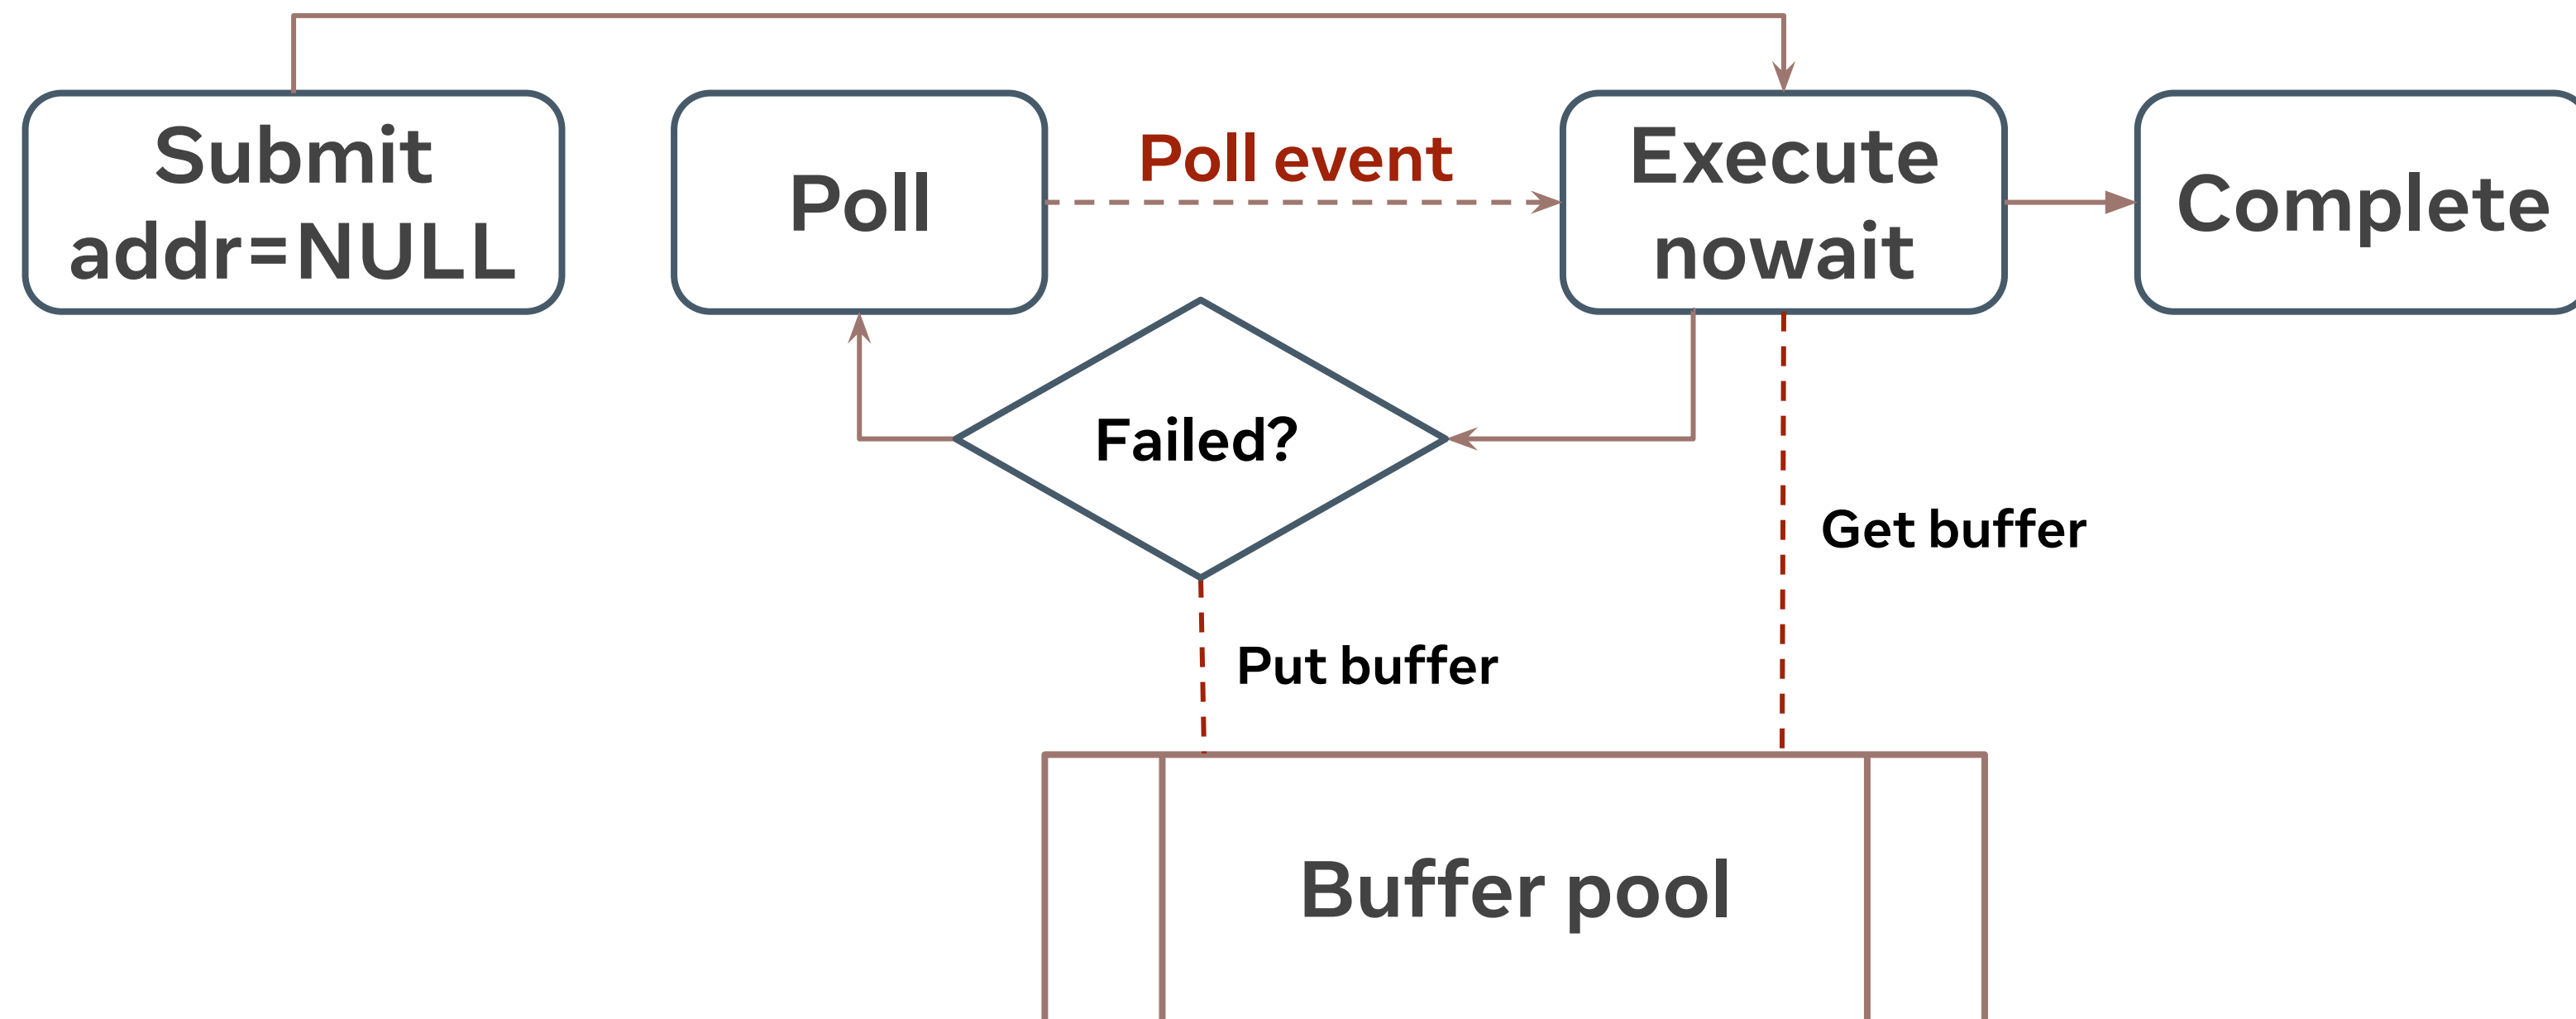 Submit
addr=NULL
Poll
Poll event
Execute
nowait
Complete
Failed?
Get buffer
Put buffer
Buffer pool